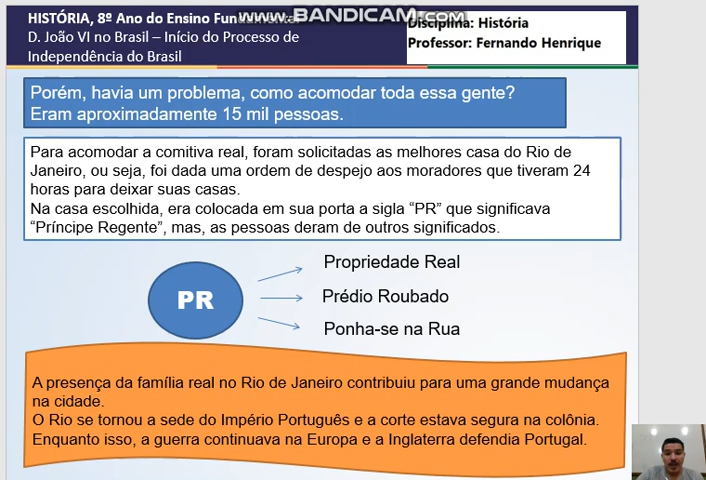 WWW.BANDICAM.COM
HISTÓRIA, 8º Ano do Ensino Fundamental
D. João VI no Brasil – Início do Processo de
Independência do Brasil
Disciplina: História
Professor: Fernando Henrique
Porém, havia um problema, como acomodar toda essa gente?
Eram aproximadamente 15 mil pessoas.
Para acomodar a comitiva real, foram solicitadas as melhores casa do Rio de
Janeiro, ou seja, foi dada uma ordem de despejo aos moradores que tiveram 24
horas para deixar suas casas.
Na casa escolhida, era colocada em sua porta a sigla “PR” que significava
“Príncipe Regente”, mas, as pessoas deram de outros significados.
PR
Propriedade Real
Prédio Roubado
Ponha-se na Rua
A presença da família real no Rio de Janeiro contribuiu para uma grande mudança
na cidade.
O Rio se tornou a sede do Império Português e a corte estava segura na colônia.
Enquanto isso, a guerra continuava na Europa e a Inglaterra defendia Portugal.